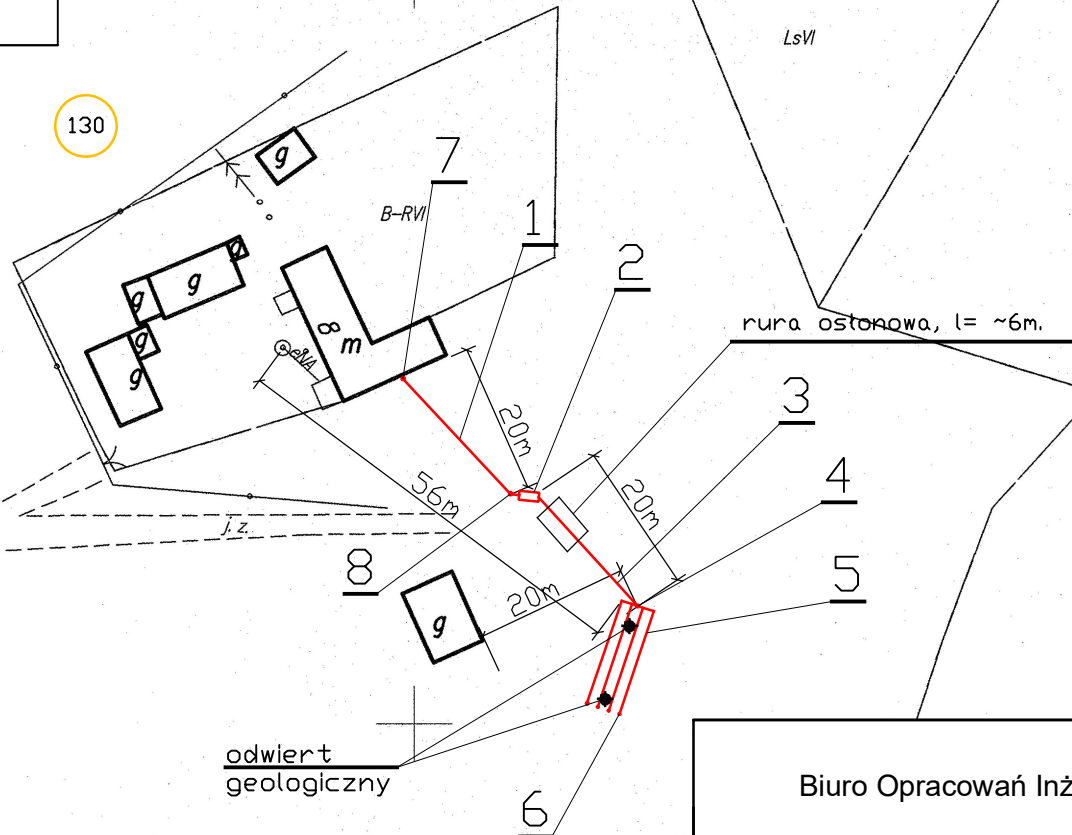 LsVI
130
g
7
B-RVI
1
g
g
g
2
g
g
8
m
rura osłonowa, l= ~6m.
3
20m
4
56m
20m
j.z.
8
5
20m
g
odwiert
geologiczny
6
Biuro Opracowań Inż